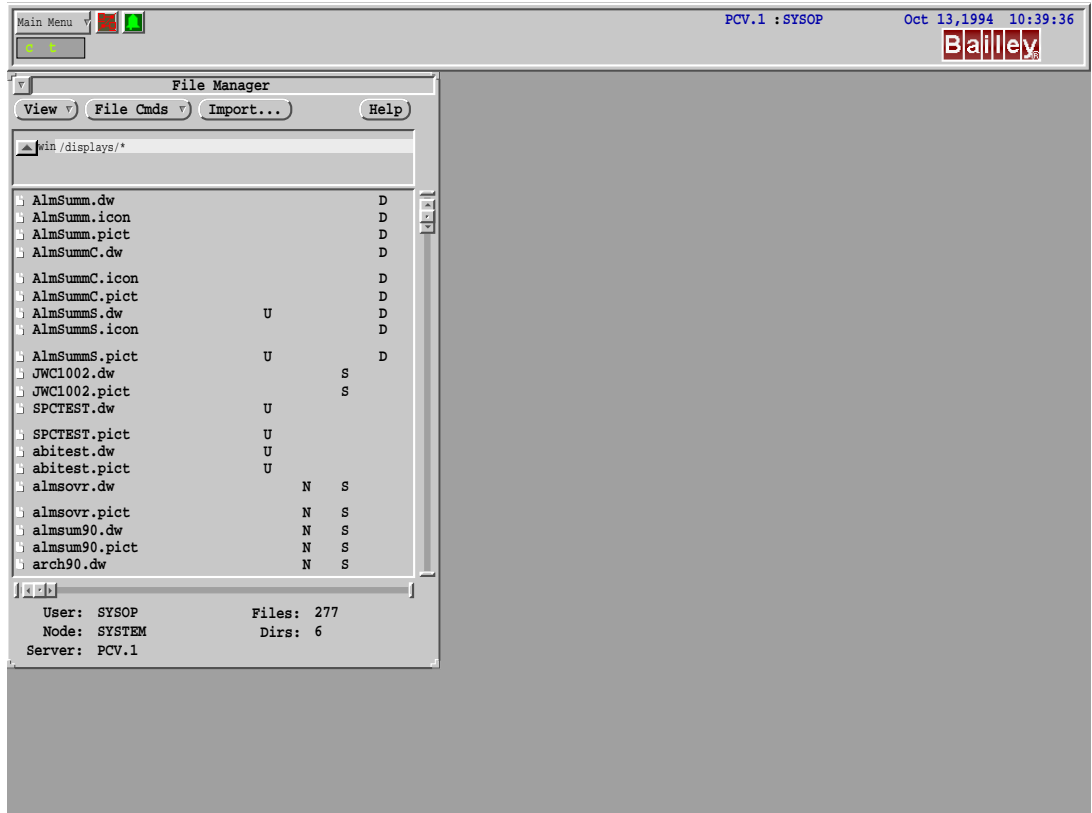 Main Menu PCV.1 :SYSOP Oct 13,1994 10:39:36
c t Bailey®
File Manager
View File Cmds Import... Help
win /displays/*
AlmSumm.dw D
AlmSumm.icon D
AlmSumm.pict D
AlmSummC.dw D
AlmSummC.icon D
AlmSummC.pict D
AlmSummS.dw U D
AlmSummS.icon D
AlmSummS.pict U D
JWC1002.dw S
JWC1002.pict S
SPCTEST.dw U
SPCTEST.pict U
abitest.dw U
abitest.pict U
almsovr.dw N S
almsovr.pict N S
almsum90.dw N S
almsum90.pict N S
arch90.dw N S
User: SYSOP Files: 277
Node: SYSTEM Dirs: 6
Server: PCV.1